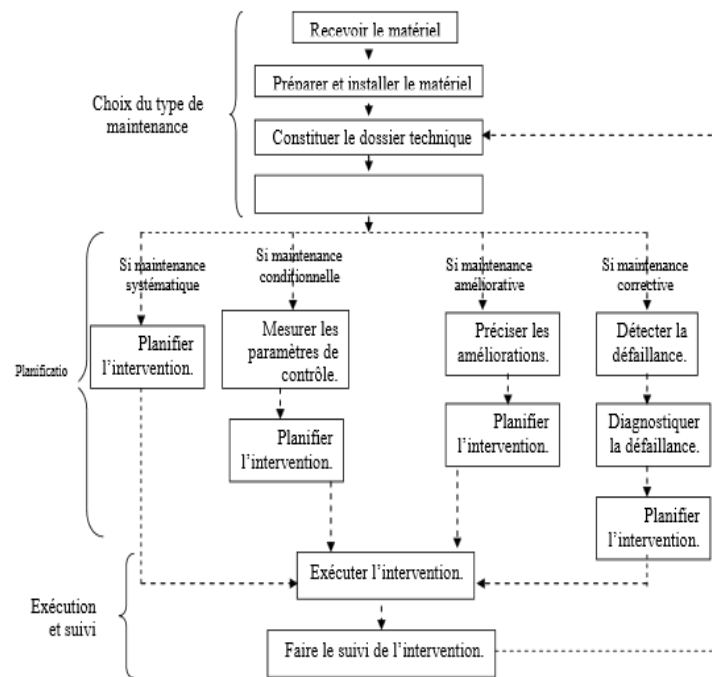 Recevoir le matériel
Préparer et installer le matériel
Choix du type de
maintenance
Constituer le dossier technique
Si maintenance
systématique
Si maintenance
conditionnelle
Si maintenance
améliorative
Si maintenance
corrective
Planificatio
Planifier
l’intervention.
Mesurer les
paramètres de
contrôle.
Préciser les
améliorations.
Détecter la
défaillance.
Planifier
l’intervention.
Planifier
l’intervention.
Diagnostiquer
la défaillance.
Planifier
l’intervention.
Exécuter l’intervention.
Exécution
et suivi
Faire le suivi de l’intervention.